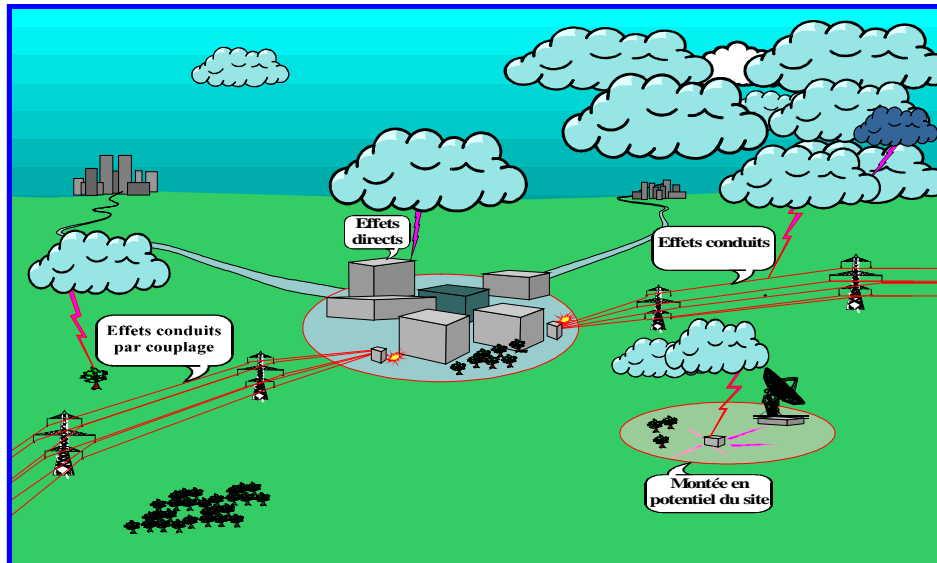 Effets
directs
Effets conduits
Effets conduits
par couplage
Montée en
potentiel du site